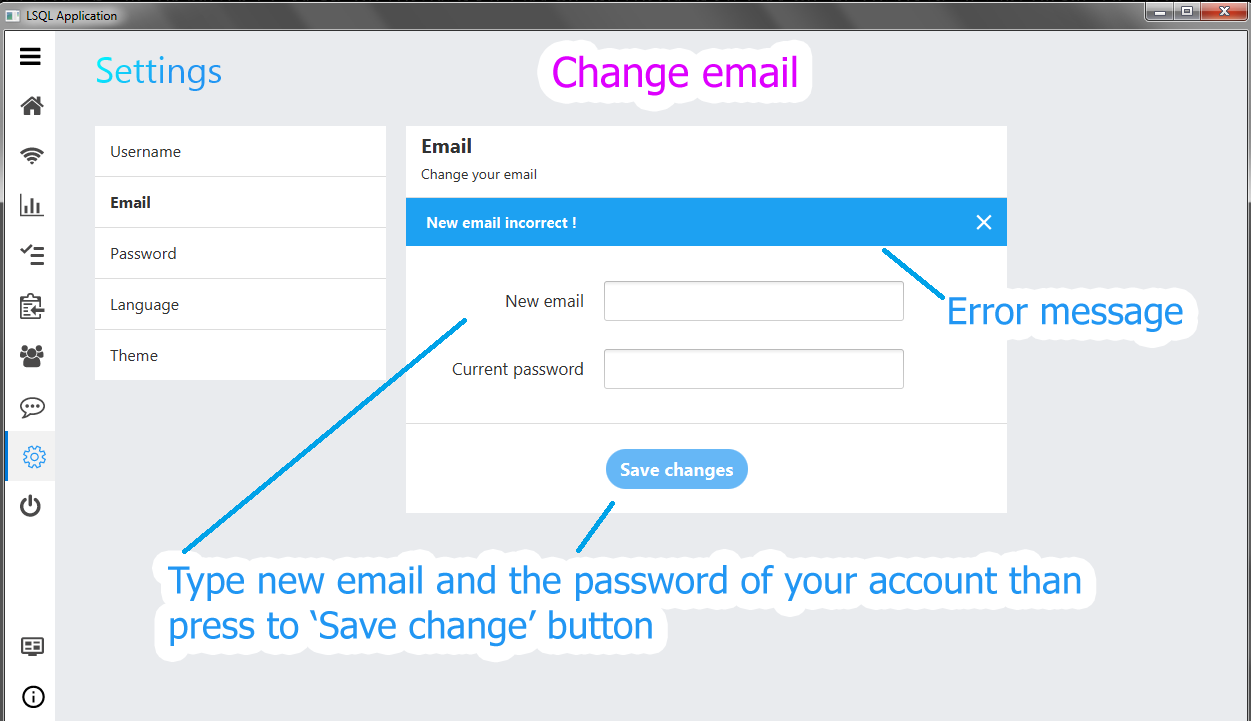 LSQL Application
Settings
Change email
Username
Email
Password
Language
Theme
Email
Change your email
New email incorrect !
New email
Current password
Save changes
Error message
Type new email and the password of your account than
press to ‘Save change’ button